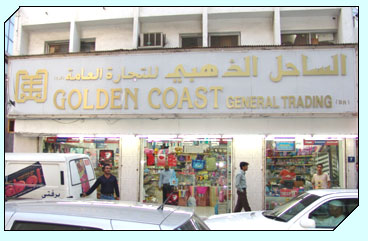 الساحل الذهبي للتجارة العامة
GOLDEN COAST GENERAL TRADING